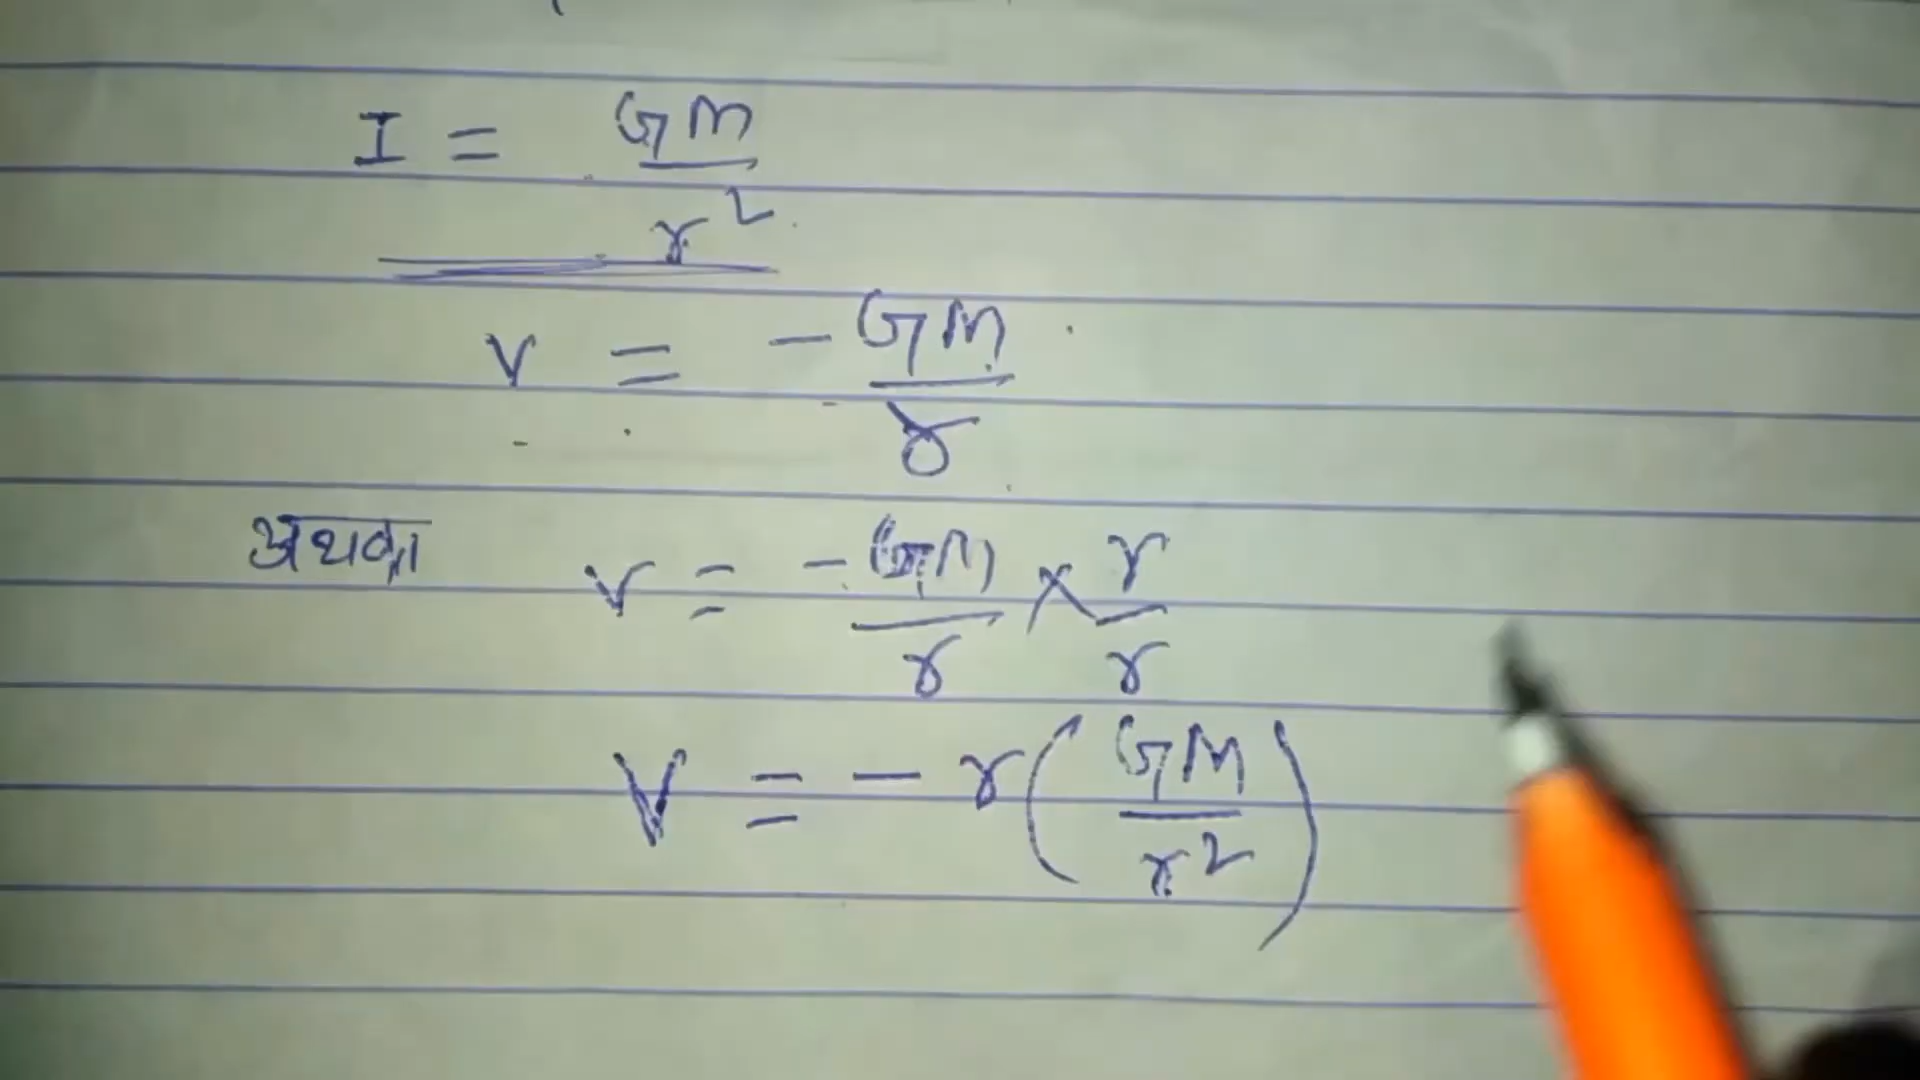 I = GM / r²
V = - GM / r
अथवा V = - GM / r × r / r
V = - r ( GM / r² )